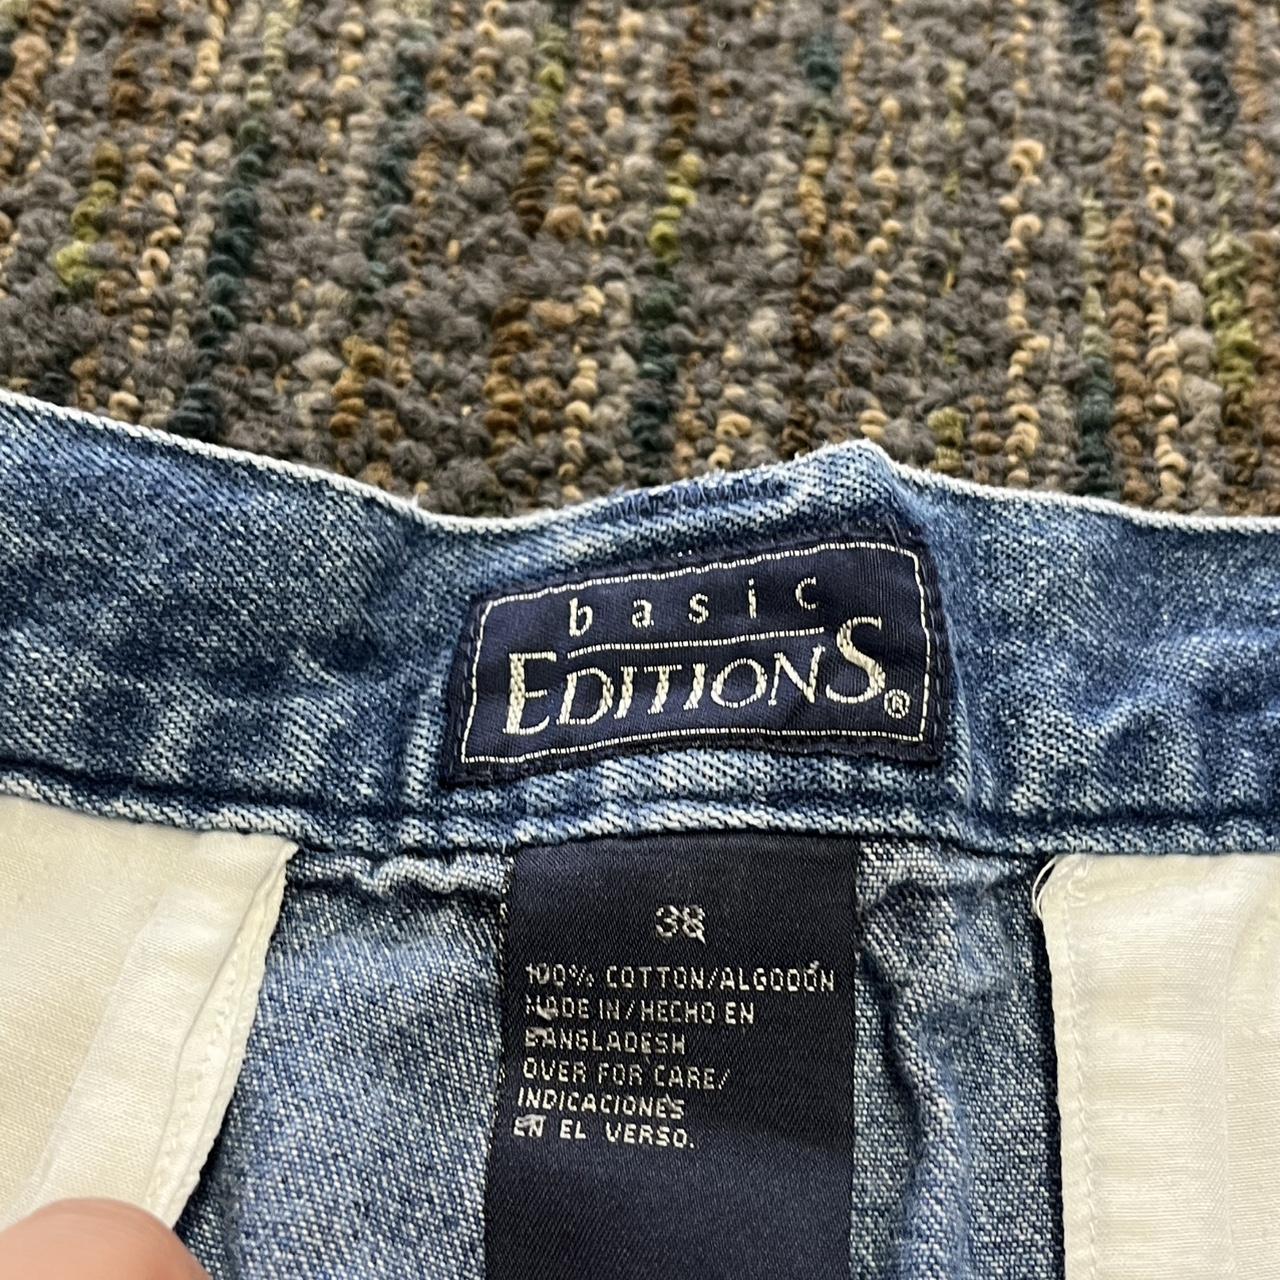 basic
EDITIONS®
38
100% COTTON/ALGODÓN
MADE IN/HECHO EN
BANGLADESH
OVER FOR CARE/
INDICACIONES
EN EL VERSO.